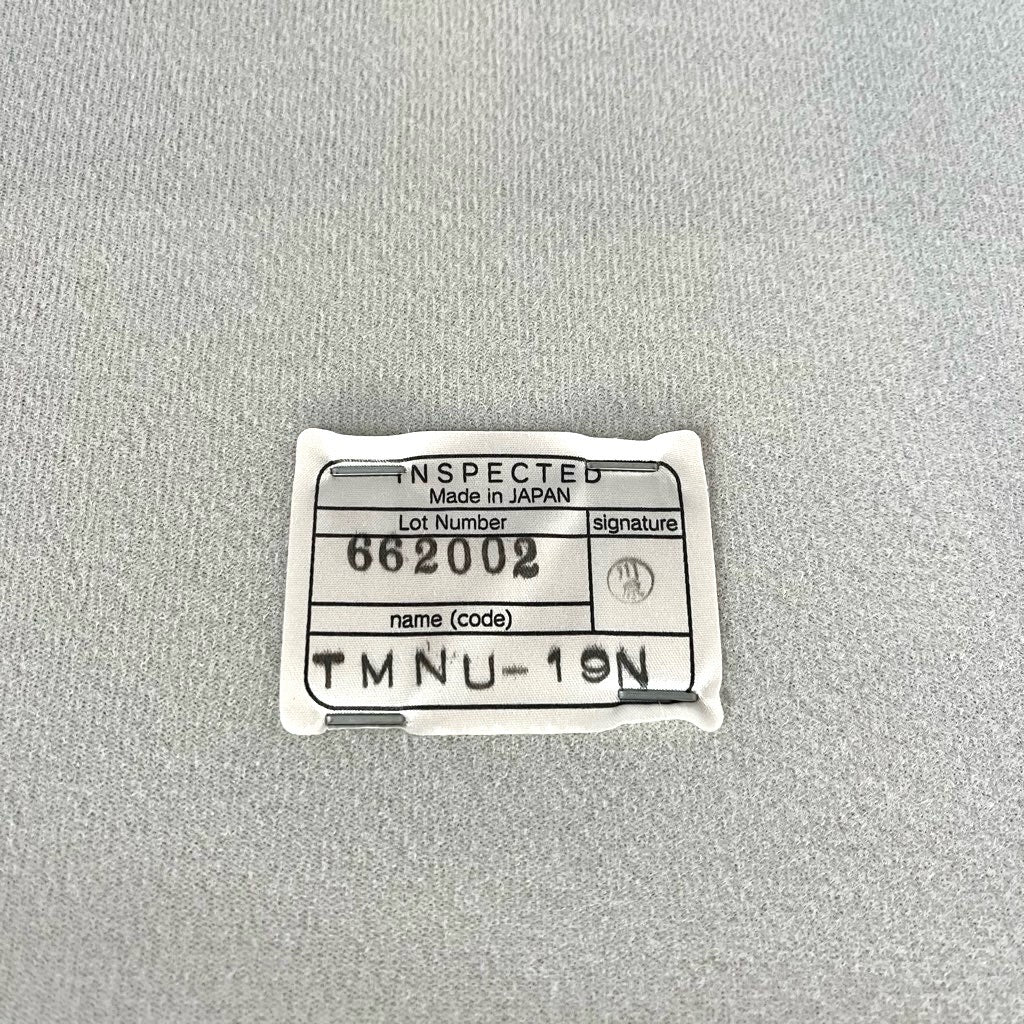 INSPECTED
Made in JAPAN
Lot Number
signature
662002
name (code)
TMNU-19N